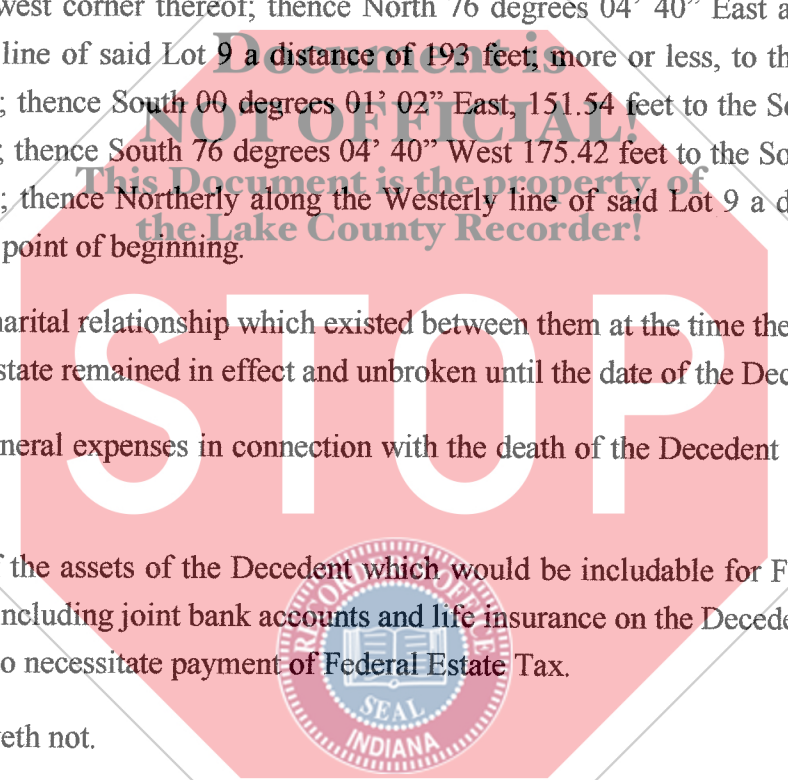 west corner thereof; thence North 76 degrees 04’ 40” East a
line of said Lot 9 a distance of 193 feet; more or less, to th
Document is
; thence South 00 degrees 01’ 02” East, 151.54 feet to the So
NOT OFFICIAL!
; thence South 76 degrees 04’ 40” West 175.42 feet to the So
This Document is the property of
; thence Northerly along the Westerly line of said Lot 9 a d
the Lake County Recorder!
point of beginning.
STOP
arital relationship which existed between them at the time the
state remained in effect and unbroken until the date of the Dec
neral expenses in connection with the death of the Decedent
the assets of the Decedent which would be includable for F
ncluding joint bank accounts and life insurance on the Decede
o necessitate payment of Federal Estate Tax.
RECORDER'S OFFICE
SEAL
INDIANA
eth not.